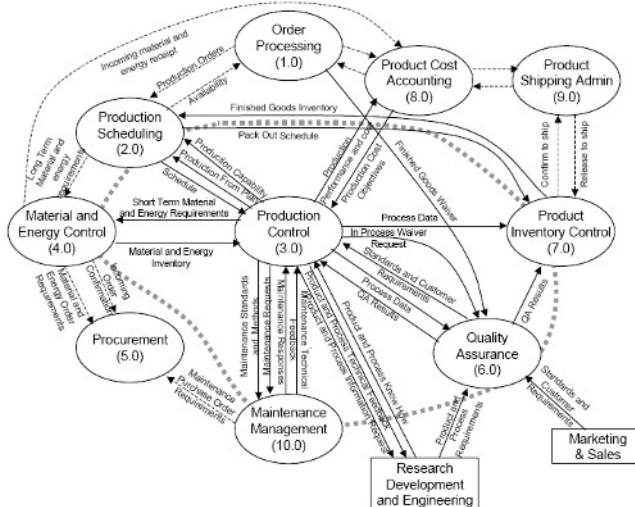 Incoming material and
energy receipt
Order
Processing
(1.0)
Production Orders
Availability
Product Cost
Accounting
(8.0)
Product
Shipping Admin
(9.0)
Finished Goods Inventory
Pack Out Schedule
Production
Scheduling
(2.0)
Long Term
Material and
energy
requirements
Production Capability
Production From Plan
Schedule
Production
Performance and co
Production Cost
Objectives
Finished Goods Waiver
Confirm to ship
Release to ship
Short Term Material
and Energy Requirements
Material and
Energy Control
(4.0)
Material and Energy
Inventory
Production
Control
(3.0)
Process Data
In Process Waiver
Request
Product
Inventory Control
(7.0)
Standards and Customer
Requirements
Process Data
QA Results
QA Results
Incoming
Order
Confirmation
Material and
Energy Order
Requirements
Procurement
(5.0)
Maintenance Standards
and Methods
Maintenance Requests
Maintenance Responses
Maintenance Technical
Feedback
Product and Process Know How
Product and Process Technical Feedback
Product and Process Information Request
Quality
Assurance
(6.0)
Maintenance
Purchase Order
Requirements
Maintenance
Management
(10.0)
Product and
Process
Requirements
Standards and
Customer
Requirements
Marketing
& Sales
Research
Development
and Engineering